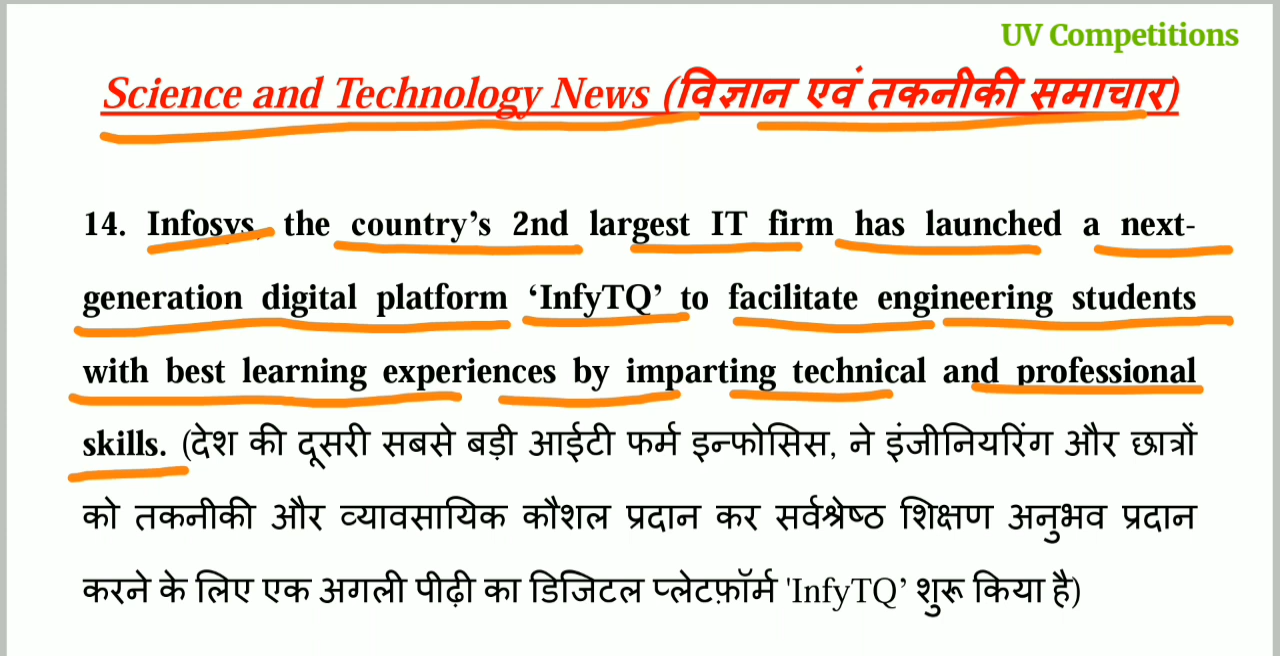 UV Competitions
Science and Technology News (विज्ञान एवं तकनीकी समाचार)
14. Infosys, the country’s 2nd largest IT firm has launched a next-
generation digital platform ‘InfyTQ’ to facilitate engineering students
with best learning experiences by imparting technical and professional
skills. (देश की दूसरी सबसे बड़ी आईटी फर्म इन्फोसिस, ने इंजीनियरिंग और छात्रों
को तकनीकी और व्यावसायिक कौशल प्रदान कर सर्वश्रेष्ठ शिक्षण अनुभव प्रदान
करने के लिए एक अगली पीढ़ी का डिजिटल प्लेटफ़ॉर्म 'InfyTQ’ शुरू किया है)